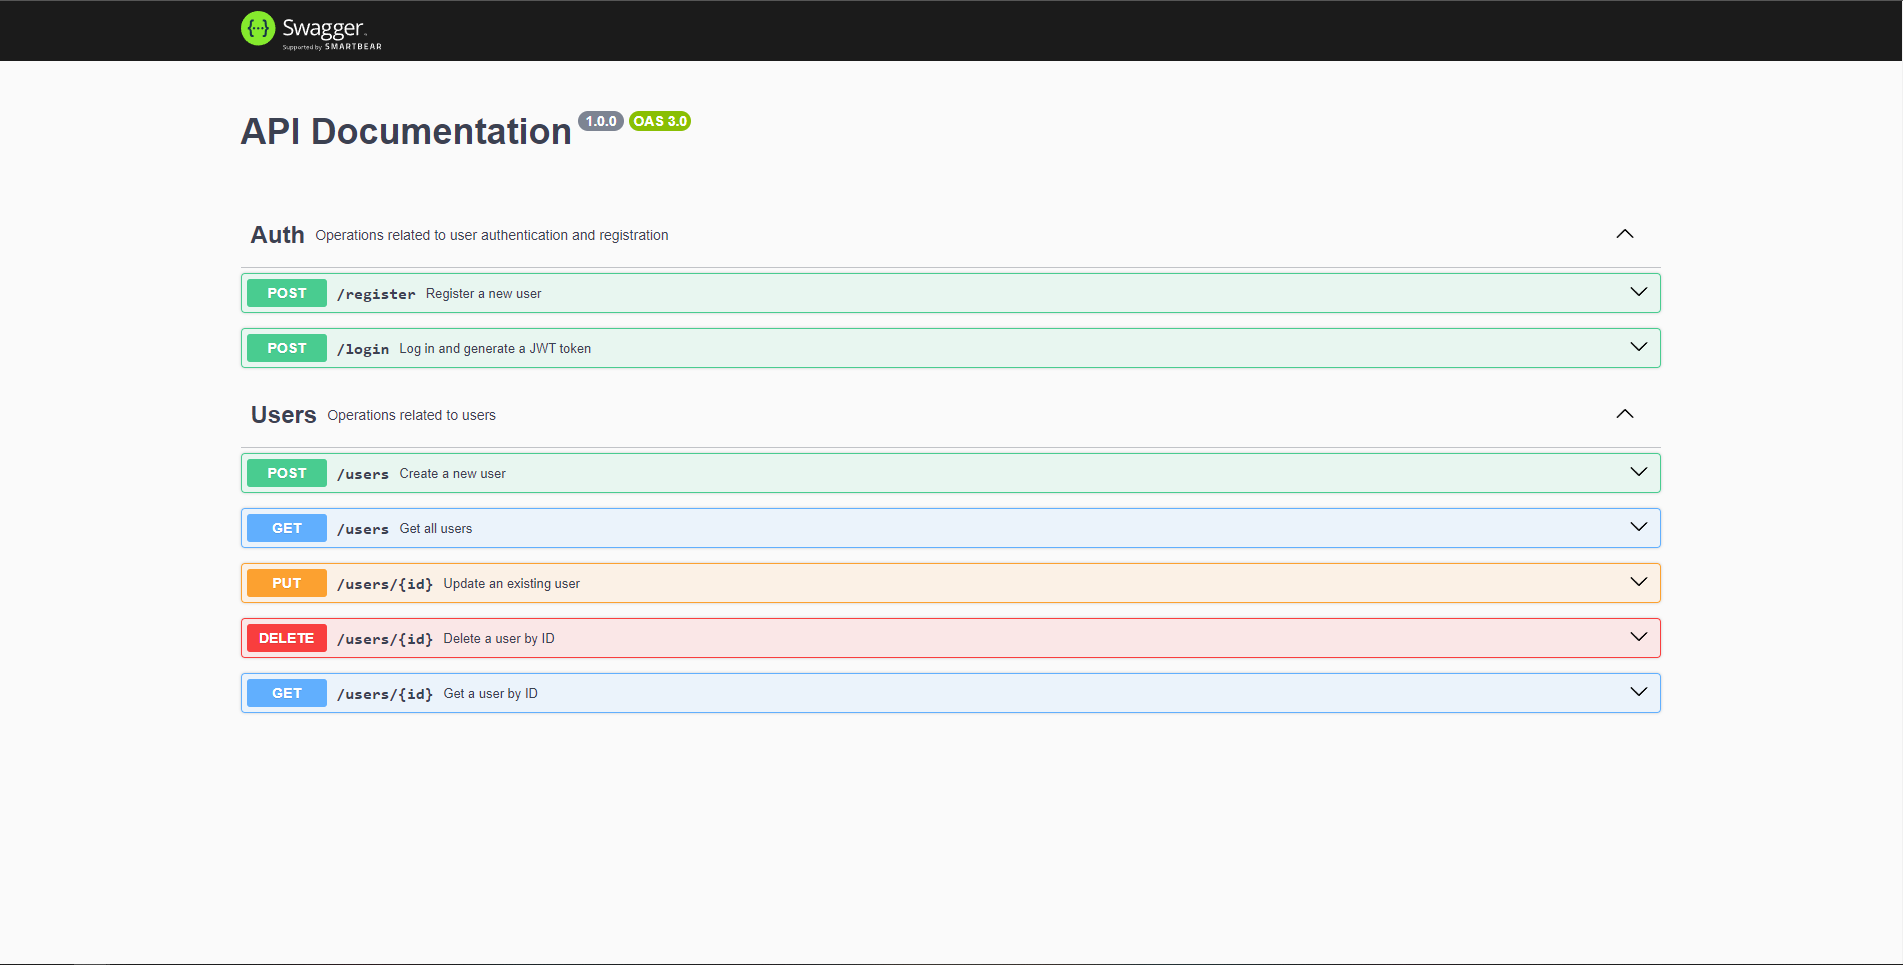 {···} Swagger
Supported by SMARTBEAR
API Documentation 1.0.0 OAS 3.0
Auth Operations related to user authentication and registration
POST /register Register a new user
POST /login Log in and generate a JWT token
Users Operations related to users
POST /users Create a new user
GET /users Get all users
PUT /users/{id} Update an existing user
DELETE /users/{id} Delete a user by ID
GET /users/{id} Get a user by ID